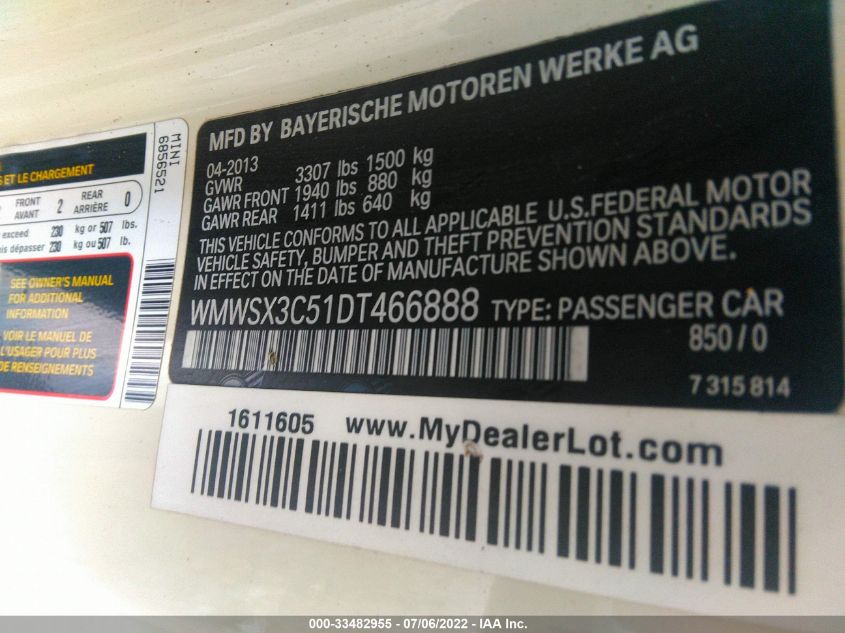 MFD BY BAYERISCHE MOTOREN WERKE AG
04-2013
GVWR 3307 lbs 1500 kg
GAWR FRONT 1940 lbs 880 kg
GAWR REAR 1411 lbs 640 kg
THIS VEHICLE CONFORMS TO ALL APPLICABLE U.S.FEDERAL MOTOR
VEHICLE SAFETY, BUMPER AND THEFT PREVENTION STANDARDS
IN EFFECT ON THE DATE OF MANUFACTURE SHOWN ABOVE.
WMWSX3C51DT466888 TYPE: PASSENGER CAR
850/0
7 315 814
MINI
6856521
S ET LE CHARGEMENT
FRONT
AVANT 2 REAR
ARRIÈRE 0
exceed 230 kg or 507 lbs.
dépasser 230 kg ou 507 lb.
SEE OWNER'S MANUAL
FOR ADDITIONAL
INFORMATION
VOIR LE MANUEL DE
L'USAGER POUR PLUS
DE RENSEIGNEMENTS
1611605 www.MyDealerLot.com
000-33482955 - 07/06/2022 - IAA Inc.